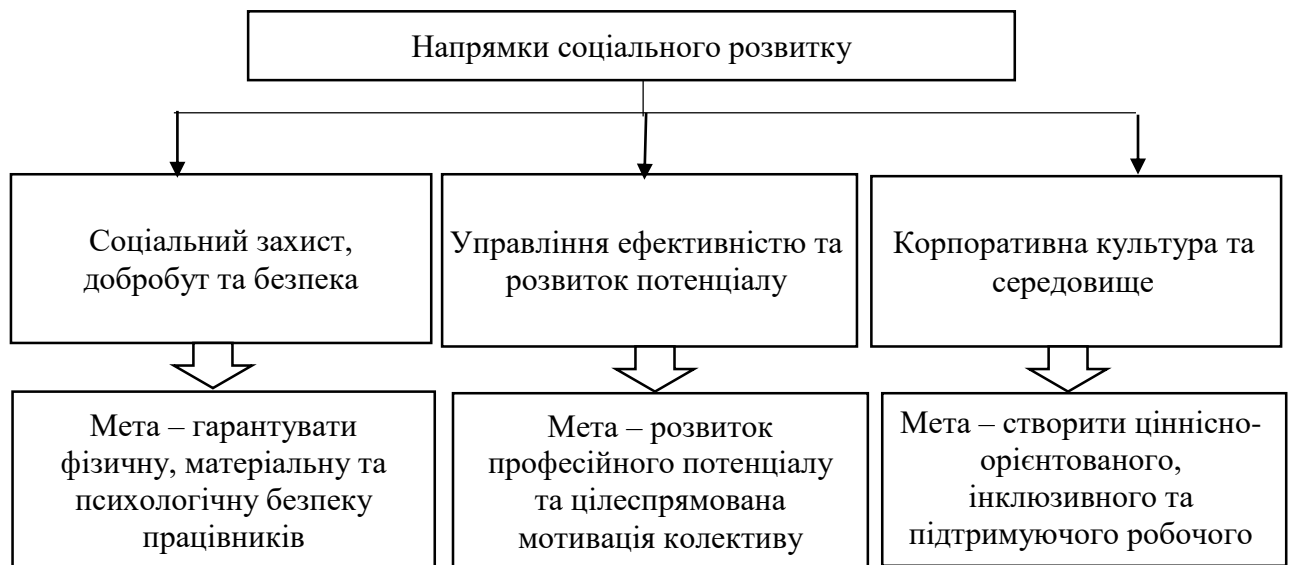 Напрямки соціального розвитку
Соціальний захист,
добробут та безпека
Управління ефективністю та
розвиток потенціалу
Корпоративна культура та
середовище
Мета – гарантувати
фізичну, матеріальну та
психологічну безпеку
працівників
Мета – розвиток
професійного потенціалу
та цілеспрямована
мотивація колективу
Мета – створити ціннісно-
орієнтованого,
інклюзивного та
підтримуючого робочого